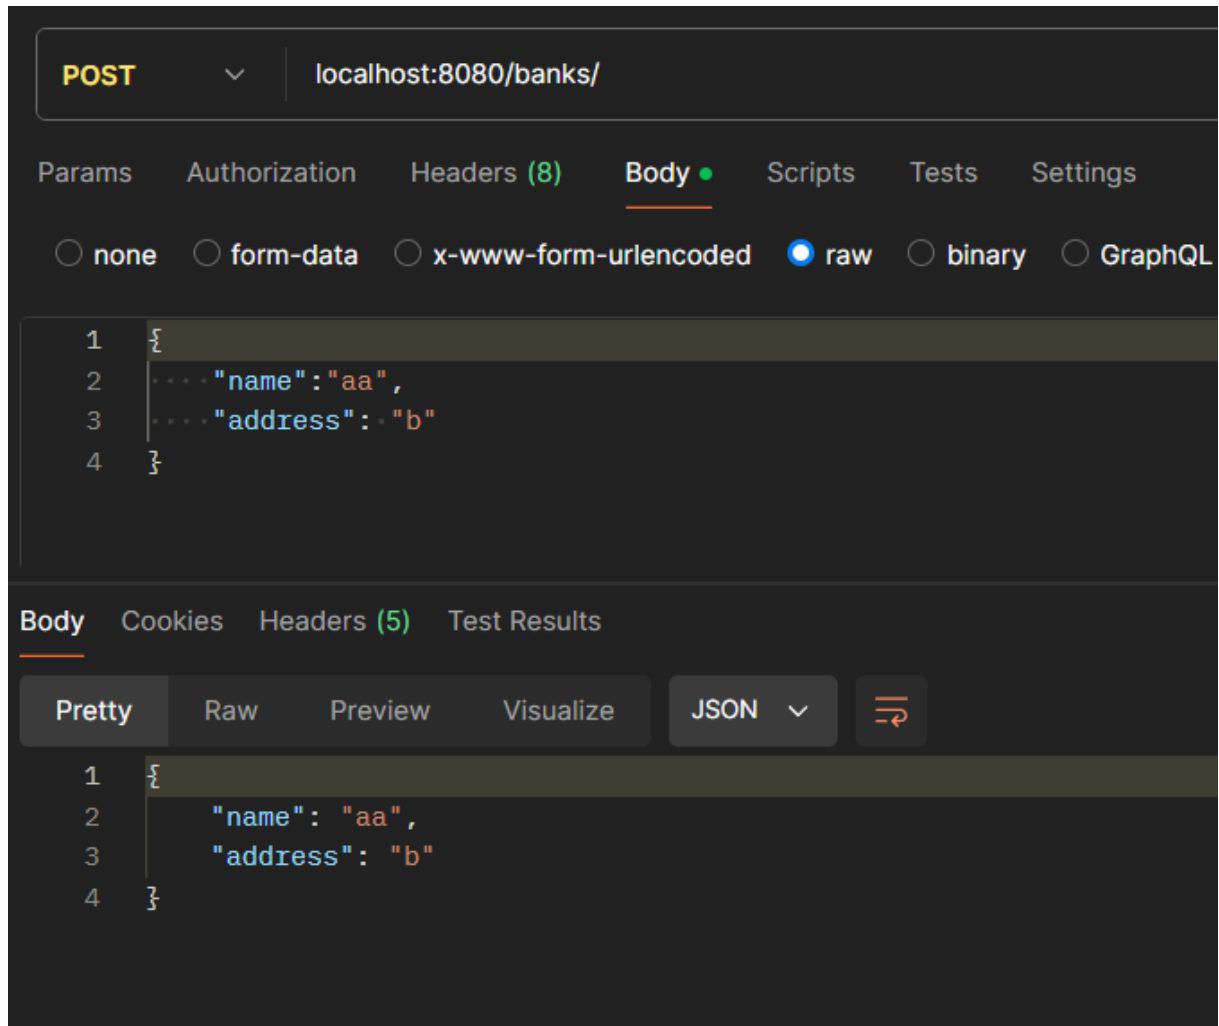 POST localhost:8080/banks/
Params Authorization Headers (8) Body Scripts Tests Settings
none form-data x-www-form-urlencoded raw binary GraphQL
1 {
2 "name":"aa",
3 "address": "b"
4 }
Body Cookies Headers (5) Test Results
Pretty Raw Preview Visualize JSON
1 {
2 "name": "aa",
3 "address": "b"
4 }